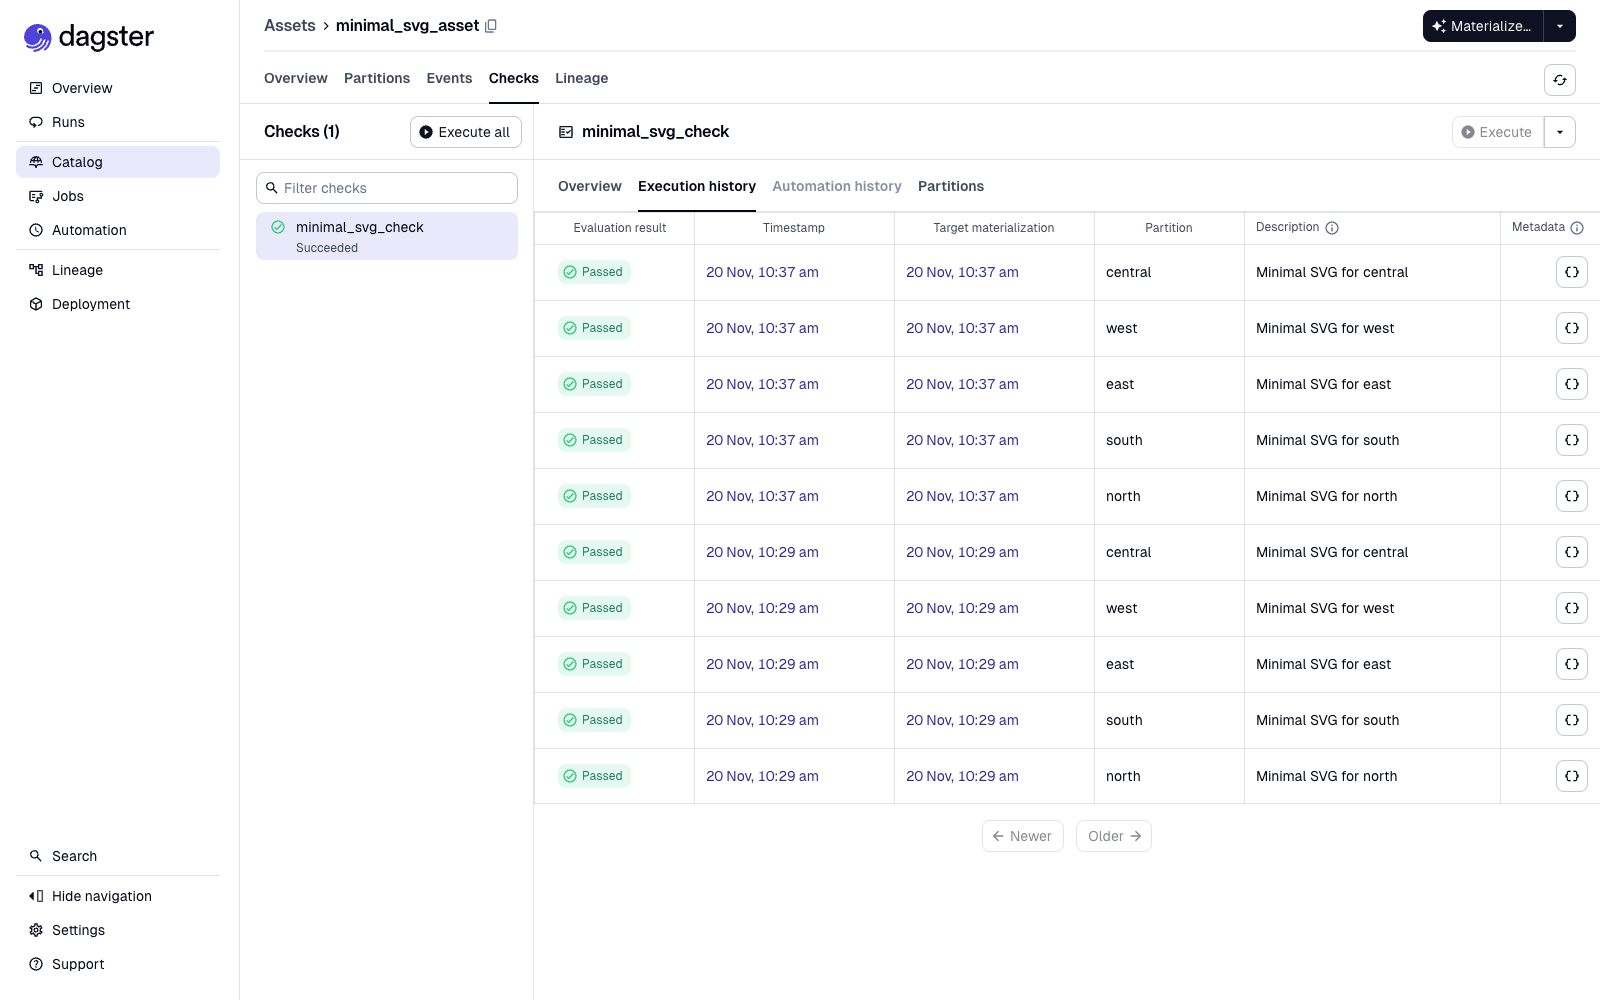 dagster
Overview
Runs
Catalog
Jobs
Automation
Lineage
Deployment
Search
Hide navigation
Settings
Support
Assets › minimal_svg_asset
Materialize...
Overview Partitions Events Checks Lineage
Checks (1)
Execute all
Filter checks
minimal_svg_check
Succeeded
minimal_svg_check
Execute
Overview Execution history Automation history Partitions
Evaluation result Timestamp Target materialization Partition Description Metadata
Passed 20 Nov, 10:37 am 20 Nov, 10:37 am central Minimal SVG for central {}
Passed 20 Nov, 10:37 am 20 Nov, 10:37 am west Minimal SVG for west {}
Passed 20 Nov, 10:37 am 20 Nov, 10:37 am east Minimal SVG for east {}
Passed 20 Nov, 10:37 am 20 Nov, 10:37 am south Minimal SVG for south {}
Passed 20 Nov, 10:37 am 20 Nov, 10:37 am north Minimal SVG for north {}
Passed 20 Nov, 10:29 am 20 Nov, 10:29 am central Minimal SVG for central {}
Passed 20 Nov, 10:29 am 20 Nov, 10:29 am west Minimal SVG for west {}
Passed 20 Nov, 10:29 am 20 Nov, 10:29 am east Minimal SVG for east {}
Passed 20 Nov, 10:29 am 20 Nov, 10:29 am south Minimal SVG for south {}
Passed 20 Nov, 10:29 am 20 Nov, 10:29 am north Minimal SVG for north {}
Newer Older